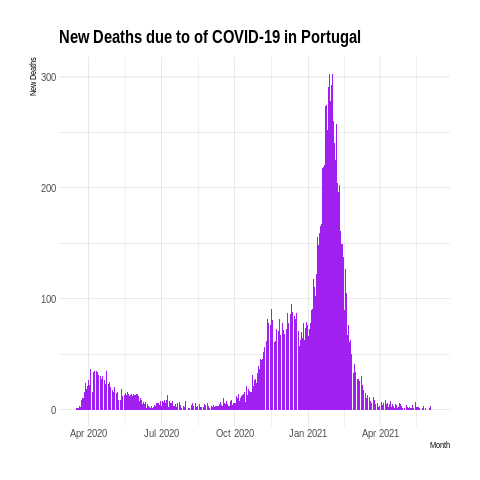 New Deaths due to of COVID-19 in Portugal
New Deaths
300
200
100
0
Apr 2020 Jul 2020 Oct 2020 Jan 2021 Apr 2021
Month